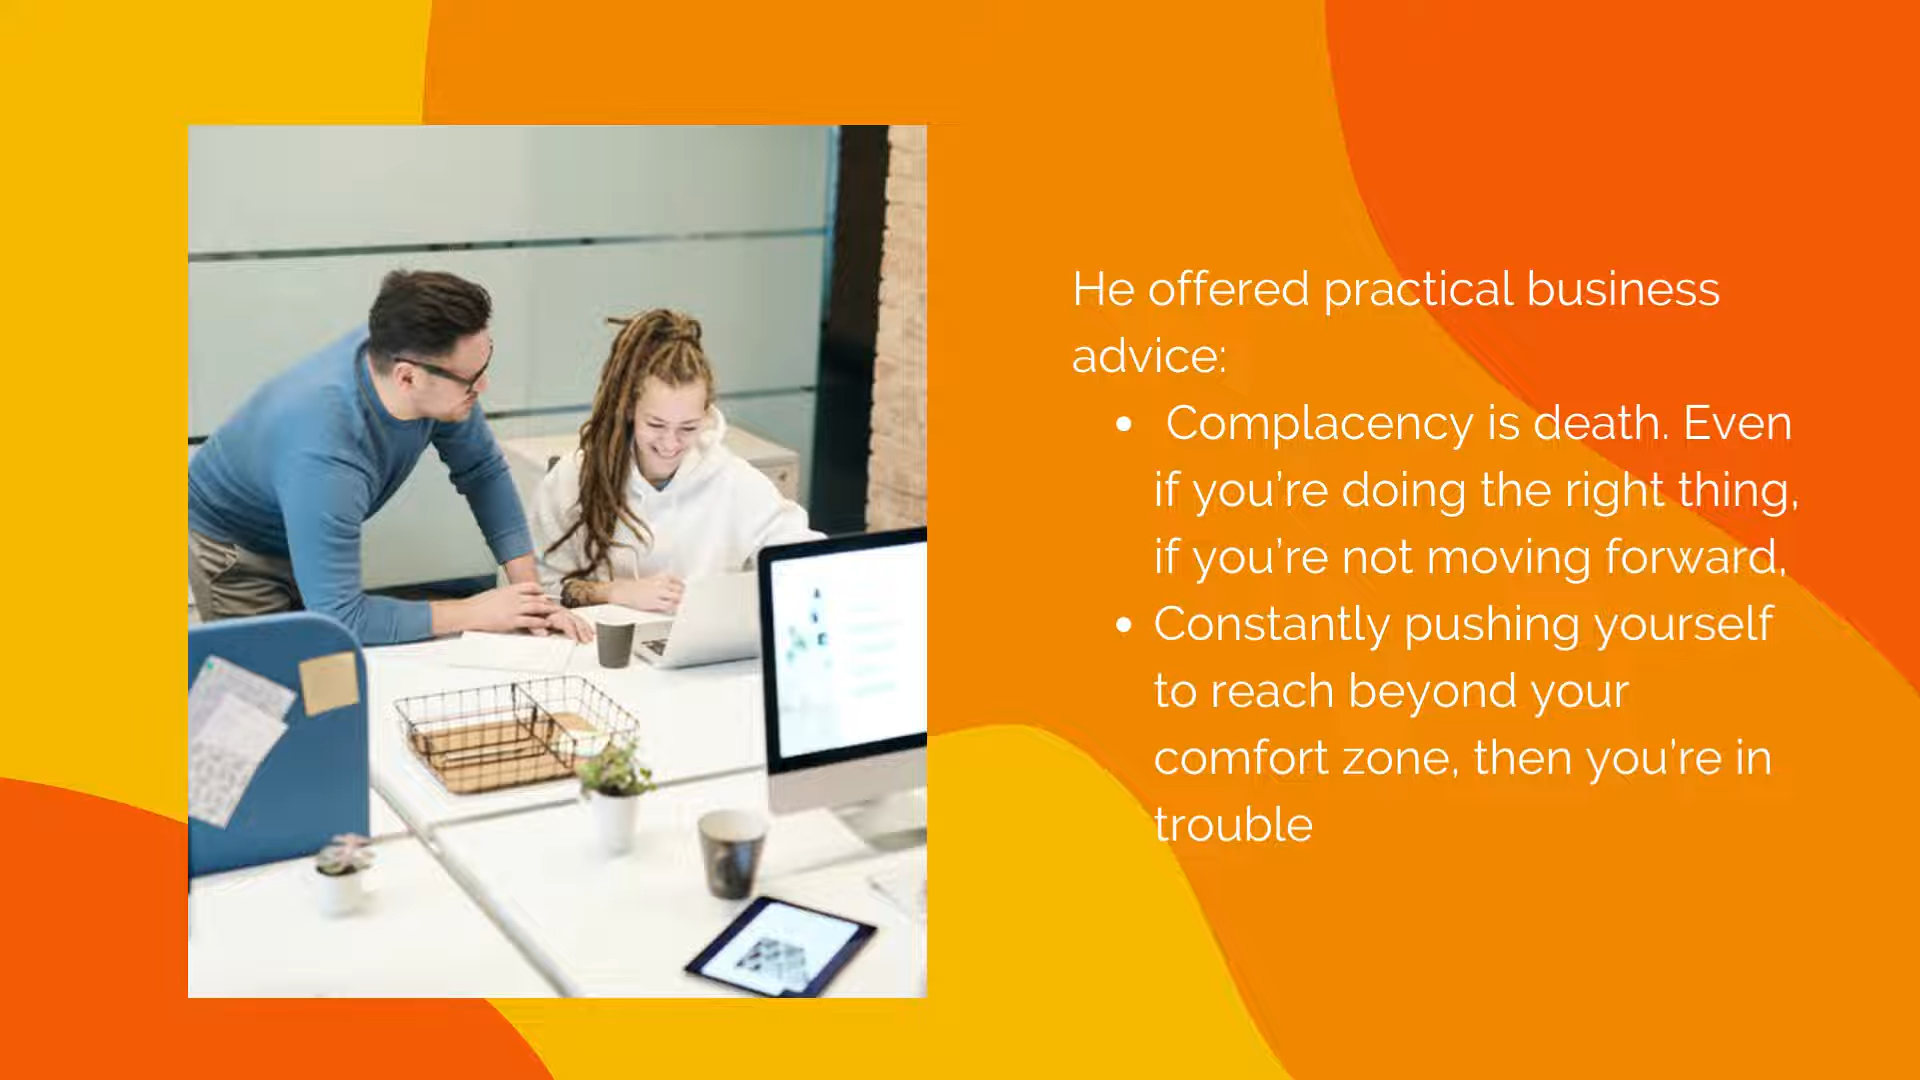 He offered practical business
advice:
• Complacency is death. Even
if you’re doing the right thing,
if you’re not moving forward,
• Constantly pushing yourself
to reach beyond your
comfort zone, then you’re in
trouble